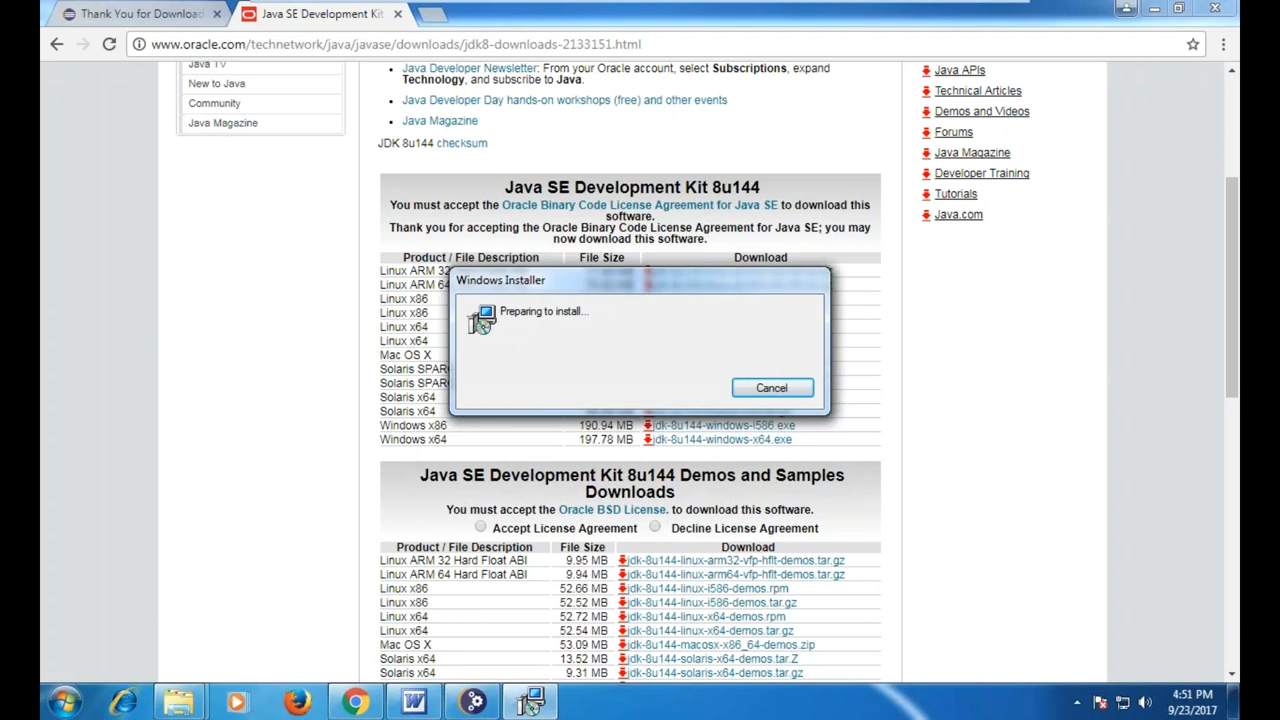 Thank You for Download
Java SE Development Kit
www.oracle.com/technetwork/java/javase/downloads/jdk8-downloads-2133151.html
Java TV
New to Java
Community
Java Magazine
Java Developer Newsletter: From your Oracle account, select Subscriptions, expand
Technology, and subscribe to Java.
Java Developer Day hands-on workshops (free) and other events
Java Magazine
JDK 8u144 checksum
Java APIs
Technical Articles
Demos and Videos
Forums
Java Magazine
Developer Training
Tutorials
Java.com
Java SE Development Kit 8u144
You must accept the Oracle Binary Code License Agreement for Java SE to download this
software.
Thank you for accepting the Oracle Binary Code License Agreement for Java SE; you may
now download this software.
Product / File Description File Size Download
Linux ARM 32
Linux ARM 64
Linux x86
Linux x86
Linux x64
Linux x64
Mac OS X
Solaris SPARC
Solaris SPARC
Solaris x64
Solaris x64
Windows Installer
Preparing to install...
Cancel
Windows x86 190.94 MB jdk-8u144-windows-i586.exe
Windows x64 197.78 MB jdk-8u144-windows-x64.exe
Java SE Development Kit 8u144 Demos and Samples
Downloads
You must accept the Oracle BSD License. to download this software.
Accept License Agreement Decline License Agreement
Product / File Description File Size Download
Linux ARM 32 Hard Float ABI 9.95 MB jdk-8u144-linux-arm32-vfp-hflt-demos.tar.gz
Linux ARM 64 Hard Float ABI 9.94 MB jdk-8u144-linux-arm64-vfp-hflt-demos.tar.gz
Linux x86 52.66 MB jdk-8u144-linux-i586-demos.rpm
Linux x86 52.52 MB jdk-8u144-linux-i586-demos.tar.gz
Linux x64 52.72 MB jdk-8u144-linux-x64-demos.rpm
Linux x64 52.54 MB jdk-8u144-linux-x64-demos.tar.gz
Mac OS X 53.09 MB jdk-8u144-macosx-x86_64-demos.zip
Solaris x64 13.52 MB jdk-8u144-solaris-x64-demos.tar.Z
Solaris x64 9.31 MB jdk-8u144-solaris-x64-demos.tar.gz
4:51 PM
9/23/2017